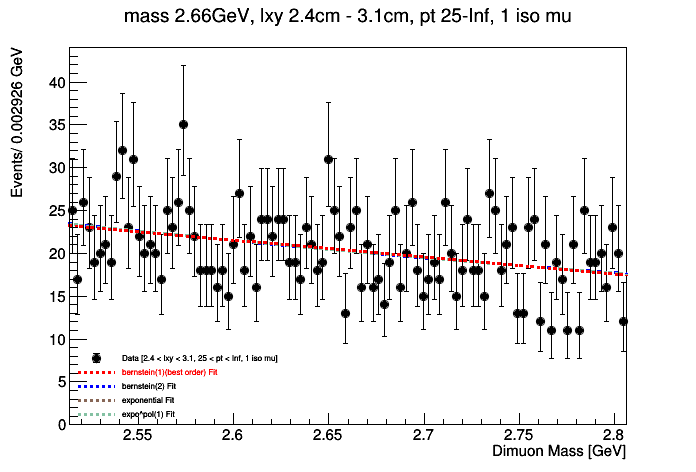 mass 2.66GeV, lxy 2.4cm - 3.1cm, pt 25-Inf, 1 iso mu
Events/ 0.002926 GeV
40
35
30
25
20
15
10
5
0
Data [2.4 < lxy < 3.1, 25 < pt < Inf, 1 iso mu]
bernstein(1)(best order) Fit
bernstein(2) Fit
exponential Fit
expo*pol(1) Fit
2.55 2.6 2.65 2.7 2.75 2.8
Dimuon Mass [GeV]